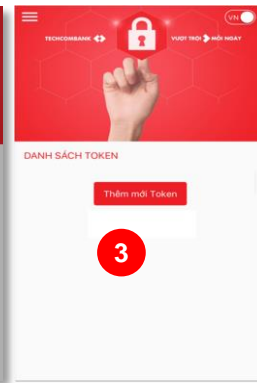 VN
TECHCOMBANK VƯỢT TRỘI MỖI NGÀY
DANH SÁCH TOKEN
Thêm mới Token
3